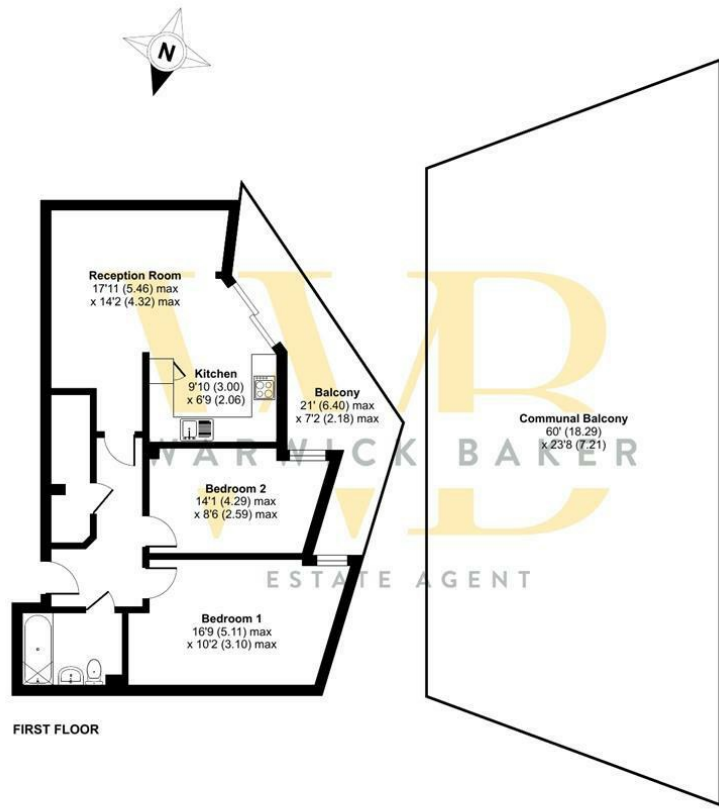 N
Reception Room
17'11 (5.46) max
x 14'2 (4.32) max
Kitchen
9'10 (3.00)
x 6'9 (2.06)
Balcony
21' (6.40) max
x 7'2 (2.18) max
Communal Balcony
60' (18.29)
x 23'8 (7.21)
WB
WARWICK BAKER
ESTATE AGENT
Bedroom 2
14'1 (4.29) max
x 8'6 (2.59) max
Bedroom 1
16'9 (5.11) max
x 10'2 (3.10) max
FIRST FLOOR